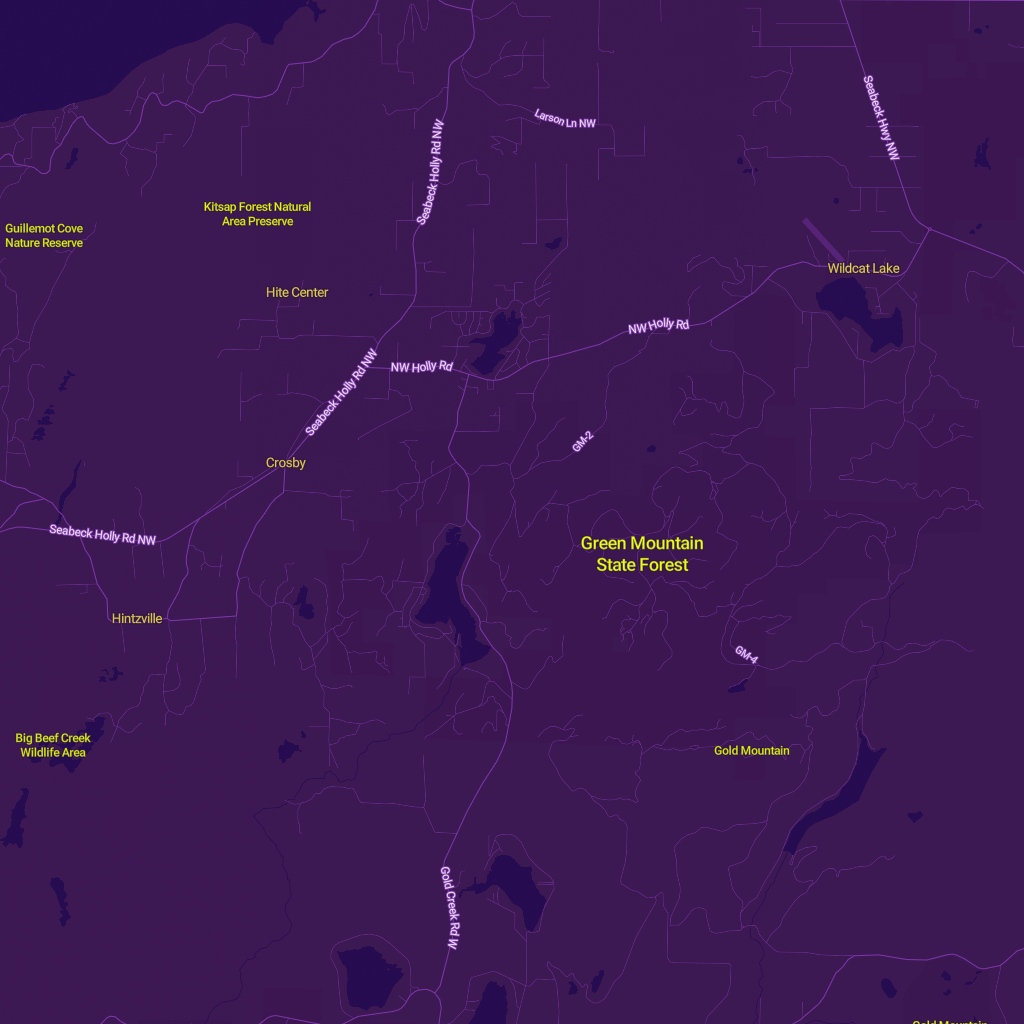 Seabeck Hwy NW
Larson Ln NW
Seabeck Holly Rd NW
Kitsap Forest Natural
Area Preserve
Guillemot Cove
Nature Reserve
Wildcat Lake
Hite Center
NW Holly Rd
NW Holly Rd
Seabeck Holly Rd NW
GM-2
Crosby
Seabeck Holly Rd NW
Green Mountain
State Forest
Hintzville
GM-4
Big Beef Creek
Wildlife Area
Gold Mountain
Gold Creek Rd W
Gold Mountain